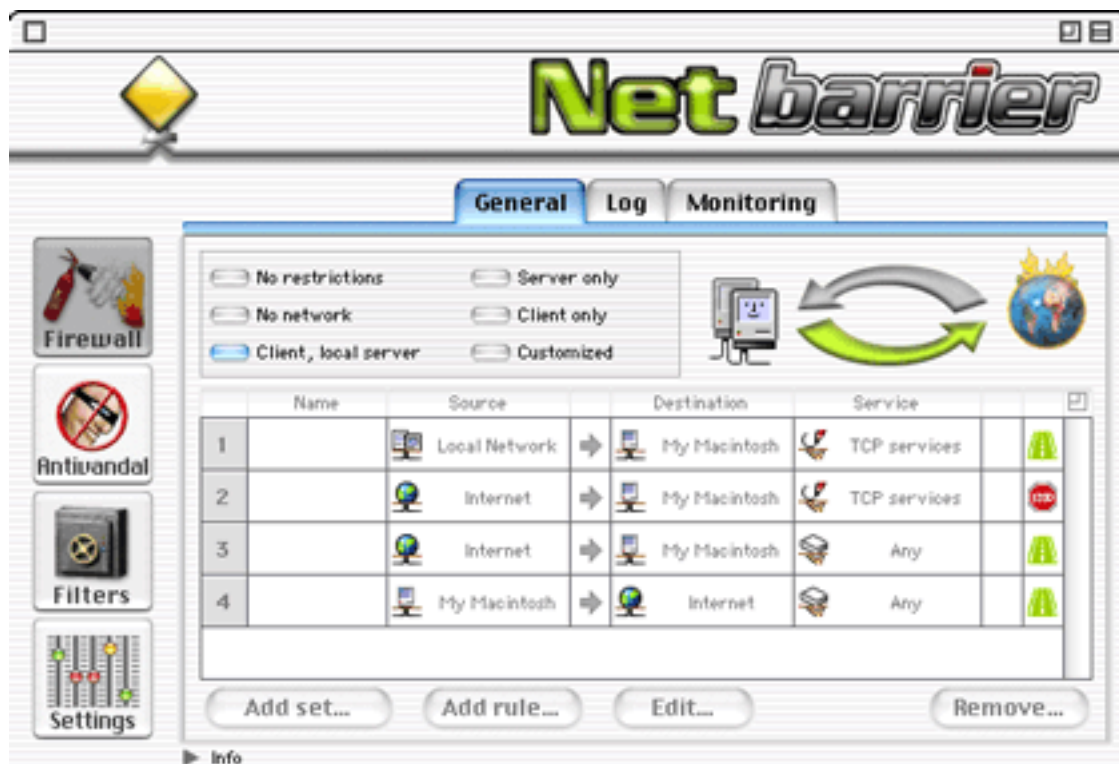 Net barrier
General Log Monitoring
Firewall
Antivandal
Filters
Settings
No restrictions Server only
No network Client only
Client, local server Customized
Name Source Destination Service
1 Local Network My Macintosh TCP services
2 Internet My Macintosh TCP services STOP
3 Internet My Macintosh Any
4 My Macintosh Internet Any
Add set... Add rule... Edit... Remove...
Info